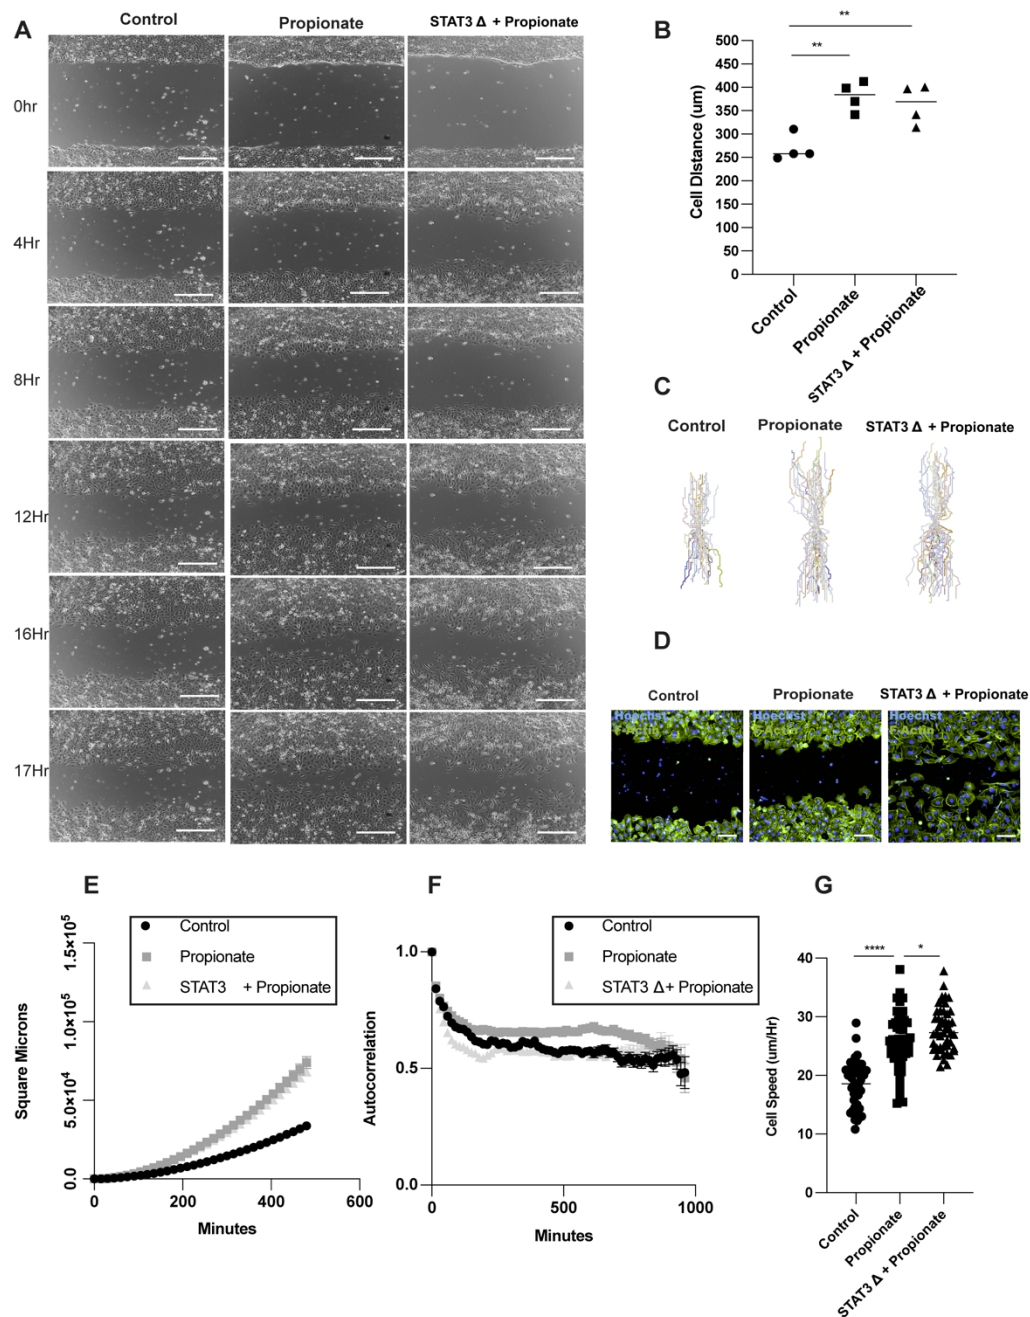 A
Control
Propionate
STAT3 Δ + Propionate
0hr
4Hr
8Hr
12Hr
16Hr
17Hr
B
**
**
Cell DIstance (um)
500
450
400
350
300
250
200
150
100
50
0
Control
Propionate
STAT3 Δ + Propionate
C
Control
Propionate
STAT3 Δ + Propionate
D
Control
Propionate
STAT3 Δ + Propionate
Hoechst
F-Actin
Hoechst
F-Actin
Hoechst
F-Actin
E
Control
Propionate
STAT3 + Propionate
Square Microns
1.5×10⁵
1.0×10⁵
5.0×10⁴
0.0
0 200 400 600
Minutes
F
Control
Propionate
STAT3 Δ+ Propionate
Autocorrelation
1.0
0.5
0.0
0 500 1000
Minutes
G
**** *
Cell Speed (um/Hr)
40
30
20
10
0
Control
Propionate
STAT3 Δ + Propionate